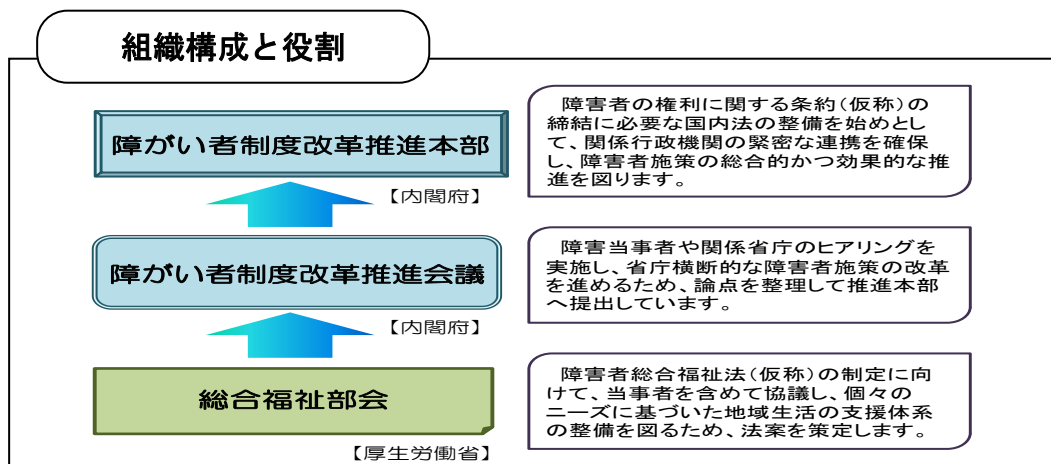 組織構成と役割
障がい者制度改革推進本部
【内閣府】
障害者の権利に関する条約(仮称)の
締結に必要な国内法の整備を始めとし
て、関係行政機関の緊密な連携を確保
し、障害者施策の総合的かつ効果的な推
進を図ります。
障がい者制度改革推進会議
【内閣府】
障害当事者や関係省庁のヒアリングを
実施し、省庁横断的な障害者施策の改革
を進めるため、論点を整理して推進本部
へ提出しています。
総合福祉部会
【厚生労働省】
障害者総合福祉法(仮称)の制定に向
けて、当事者を含めて協議し、個々の
ニーズに基づいた地域生活の支援体系
の整備を図るため、法案を策定します。